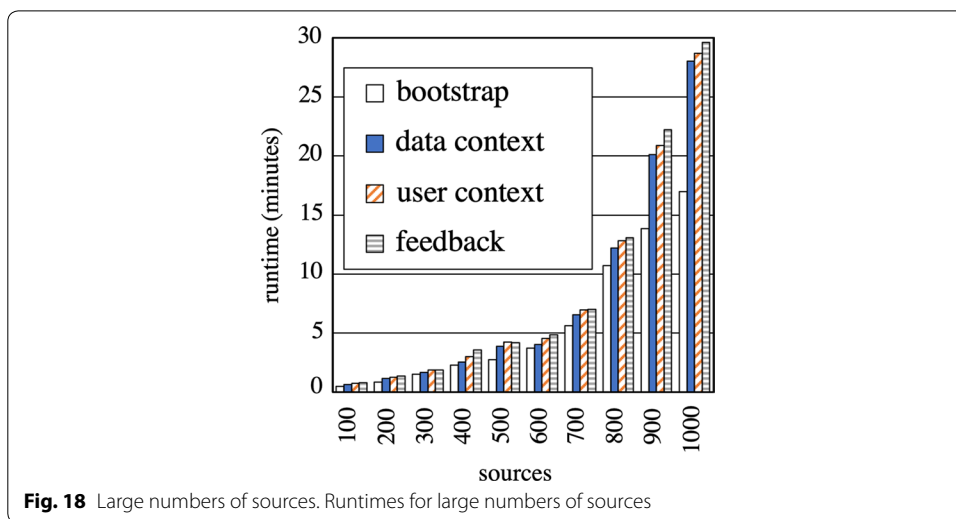 30
25
20
15
10
5
0
runtime (minutes)
bootstrap
data context
user context
feedback
100
200
300
400
500
600
700
800
900
1000
sources
Fig. 18 Large numbers of sources. Runtimes for large numbers of sources